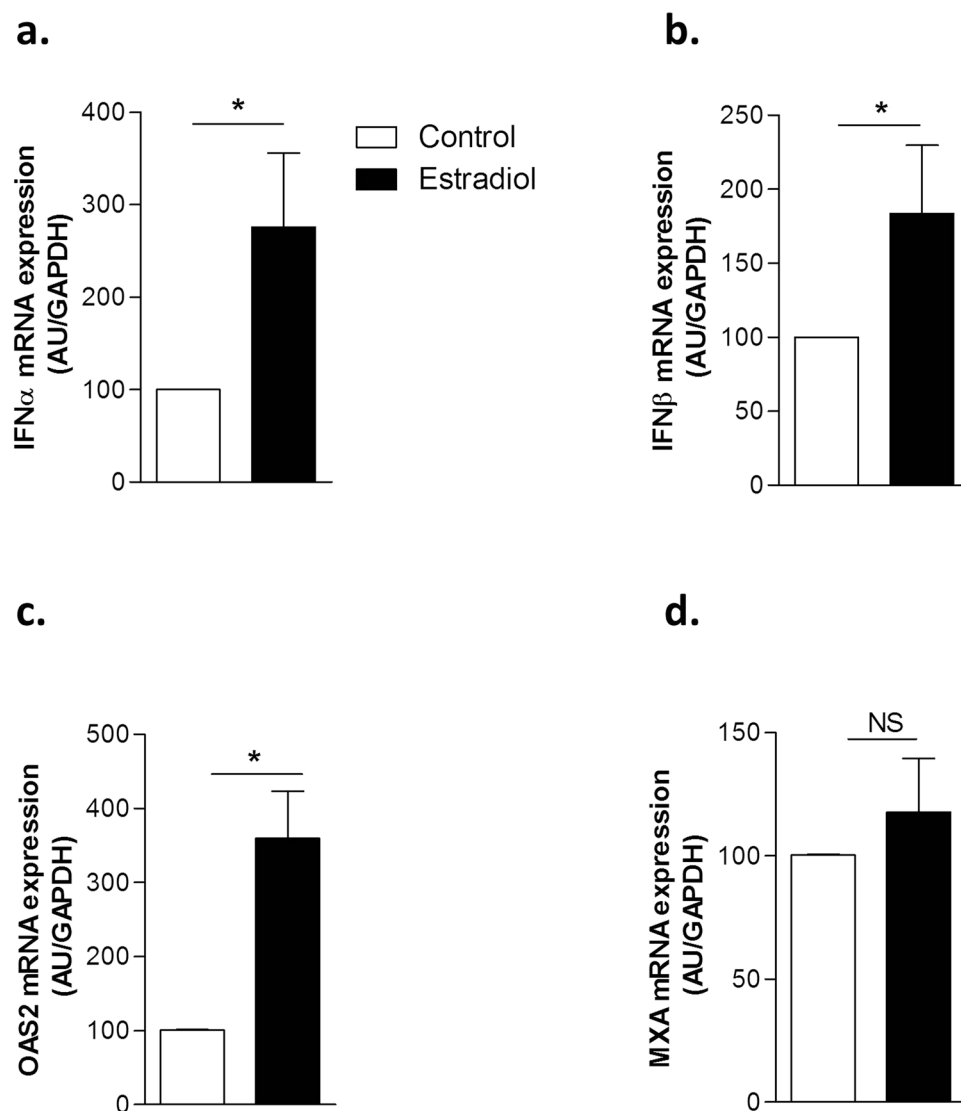 a.
IFNα mRNA expression
(AU/GAPDH)
400
300
200
100
0
*
Control
Estradiol
b.
IFNβ mRNA expression
(AU/GAPDH)
250
200
150
100
50
0
*
c.
OAS2 mRNA expression
(AU/GAPDH)
500
400
300
200
100
0
*
d.
MXA mRNA expression
(AU/GAPDH)
150
100
50
0
NS